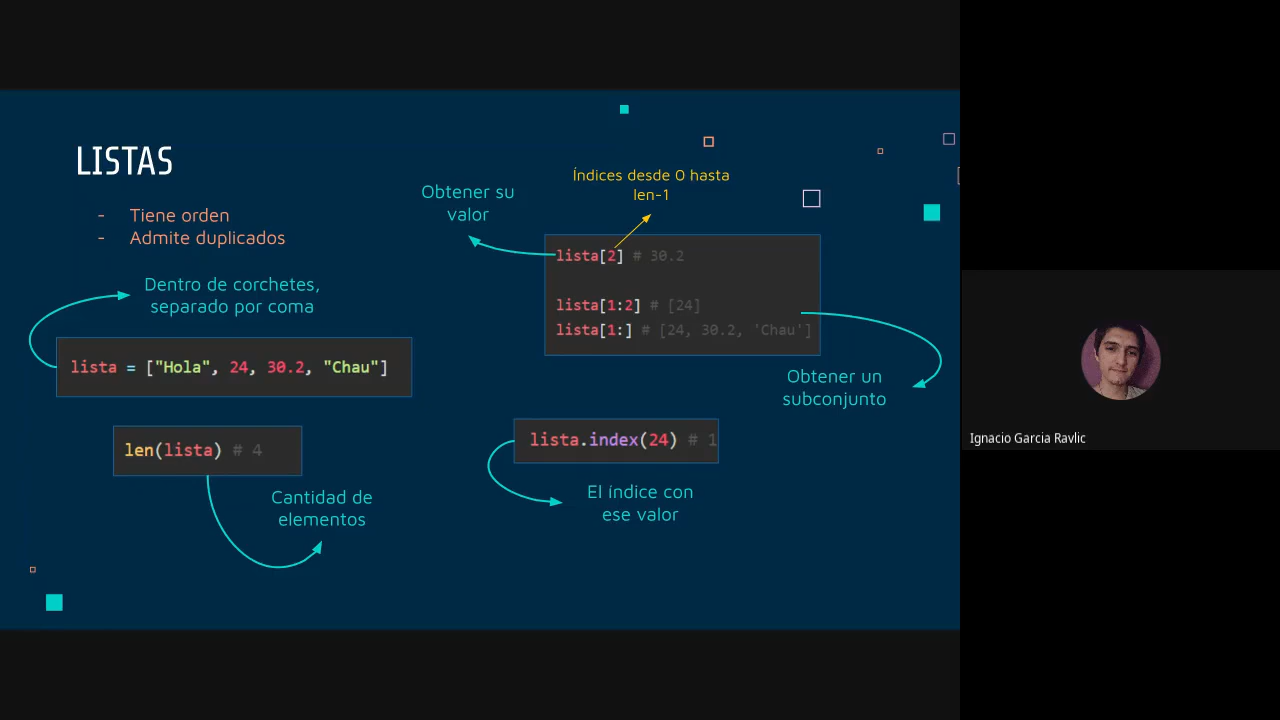 LISTAS
- Tiene orden
- Admite duplicados
Dentro de corchetes,
separado por coma
lista = ["Hola", 24, 30.2, "Chau"]
len(lista) # 4
Cantidad de
elementos
Obtener su
valor
Índices desde 0 hasta
len-1
lista[2] # 30.2
lista[1:2] # [24]
lista[1:] # [24, 30.2, 'Chau']
Obtener un
subconjunto
lista.index(24) # 1
El índice con
ese valor
Ignacio Garcia Ravlic